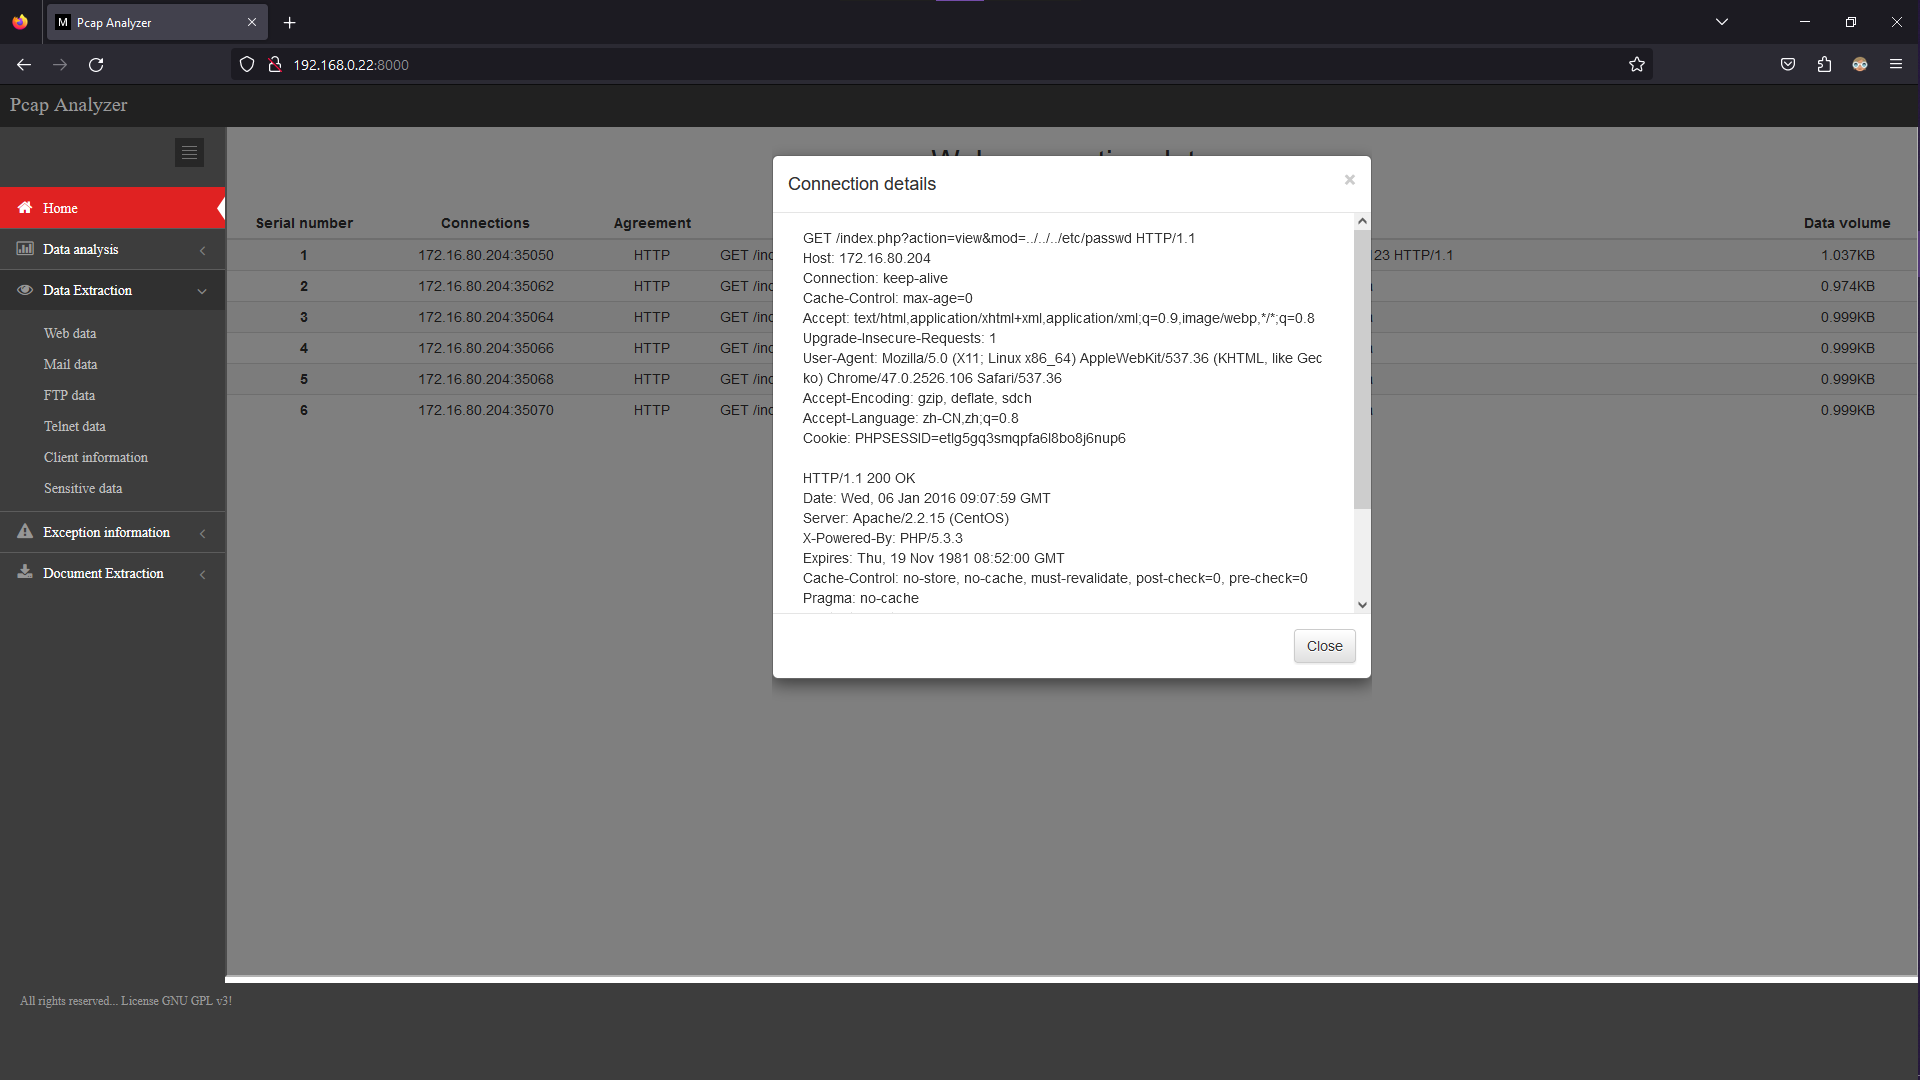 M Pcap Analyzer
192.168.0.22:8000
Pcap Analyzer
Home
Data analysis
Data Extraction
Web data
Mail data
FTP data
Telnet data
Client information
Sensitive data
Exception information
Document Extraction
Serial number Connections Agreement Data volume
1 172.16.80.204:35050 HTTP GET /inc 23 HTTP/1.1 1.037KB
2 172.16.80.204:35062 HTTP GET /inc 0.974KB
3 172.16.80.204:35064 HTTP GET /inc 0.999KB
4 172.16.80.204:35066 HTTP GET /inc 0.999KB
5 172.16.80.204:35068 HTTP GET /inc 0.999KB
6 172.16.80.204:35070 HTTP GET /inc 0.999KB
Connection details ×
GET /index.php?action=view&mod=../../../etc/passwd HTTP/1.1
Host: 172.16.80.204
Connection: keep-alive
Cache-Control: max-age=0
Accept: text/html,application/xhtml+xml,application/xml;q=0.9,image/webp,*/*;q=0.8
Upgrade-Insecure-Requests: 1
User-Agent: Mozilla/5.0 (X11; Linux x86_64) AppleWebKit/537.36 (KHTML, like Gec
ko) Chrome/47.0.2526.106 Safari/537.36
Accept-Encoding: gzip, deflate, sdch
Accept-Language: zh-CN,zh;q=0.8
Cookie: PHPSESSID=etlg5gq3smqpfa6l8bo8j6nup6
HTTP/1.1 200 OK
Date: Wed, 06 Jan 2016 09:07:59 GMT
Server: Apache/2.2.15 (CentOS)
X-Powered-By: PHP/5.3.3
Expires: Thu, 19 Nov 1981 08:52:00 GMT
Cache-Control: no-store, no-cache, must-revalidate, post-check=0, pre-check=0
Pragma: no-cache
Close
All rights reserved... License GNU GPL v3!